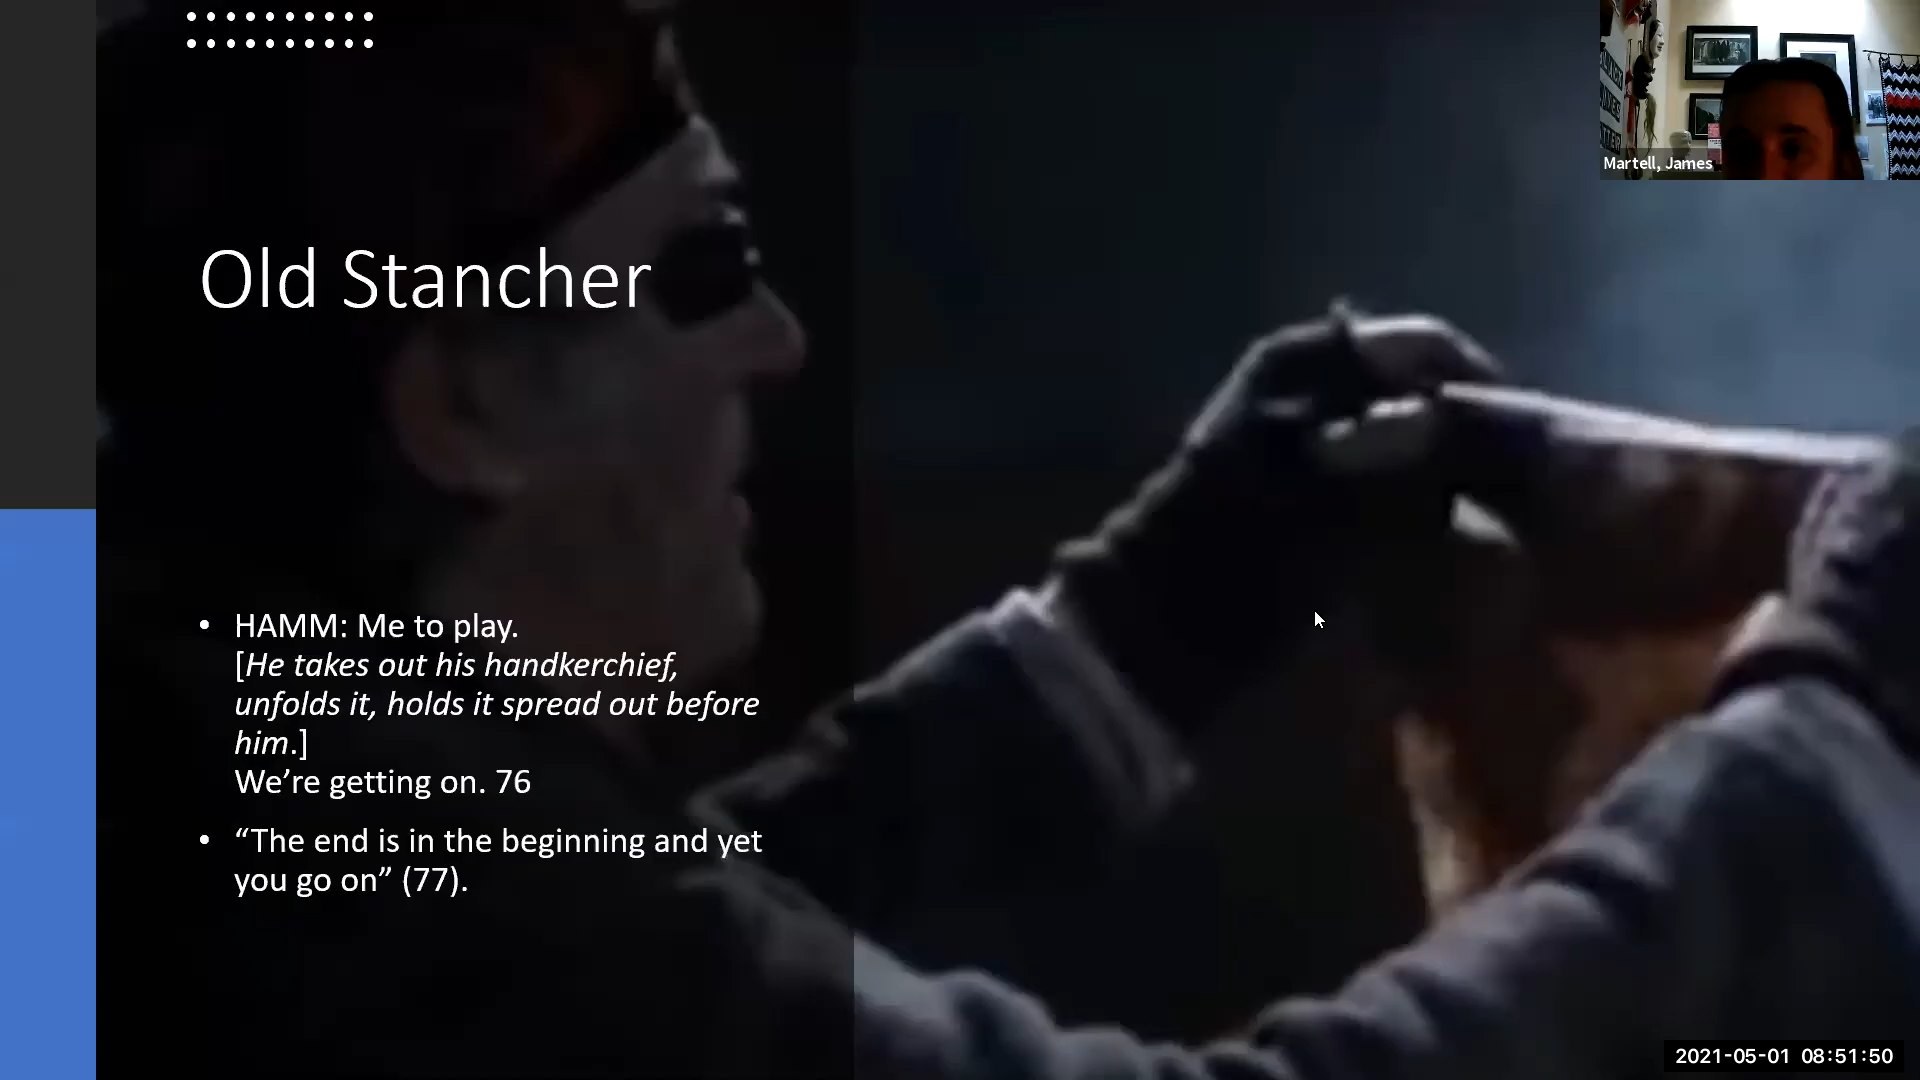 Martell, James
Old Stancher
• HAMM: Me to play.
[He takes out his handkerchief,
unfolds it, holds it spread out before
him.]
We’re getting on. 76
• “The end is in the beginning and yet
you go on” (77).
2021-05-01 08:51:50